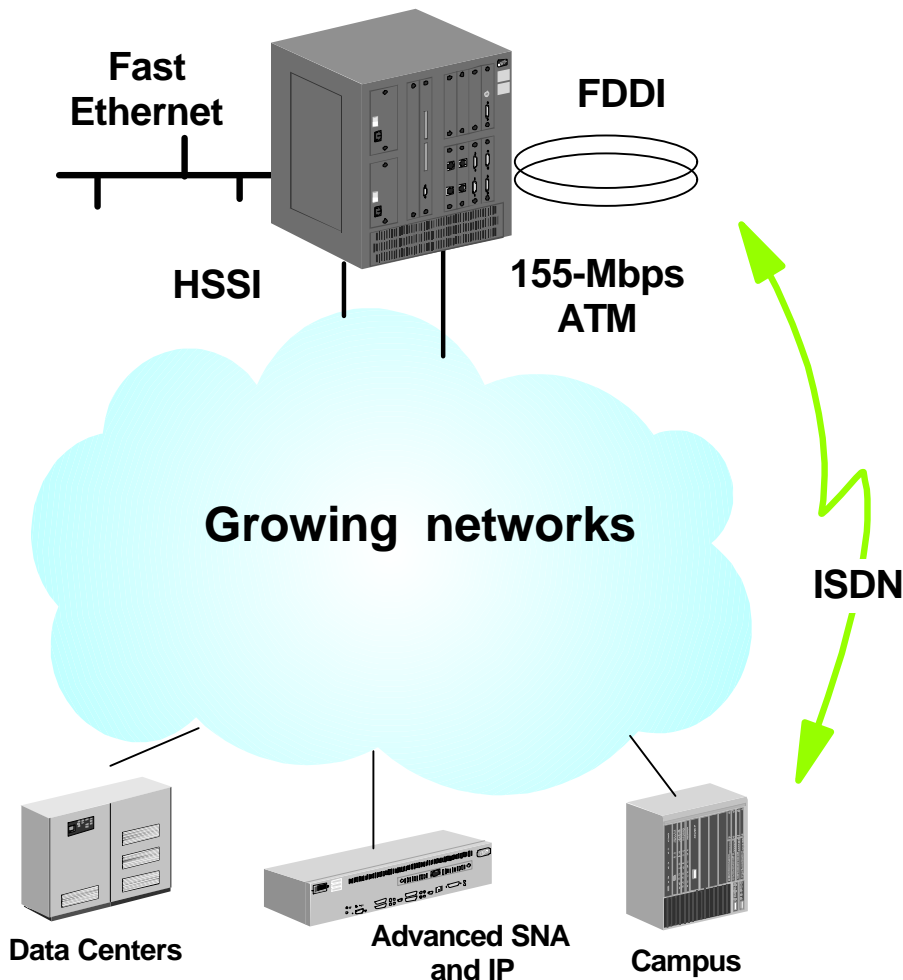 Fast
Ethernet
FDDI
HSSI
155-Mbps
ATM
Growing networks
ISDN
Data Centers
Advanced SNA
and IP
Campus